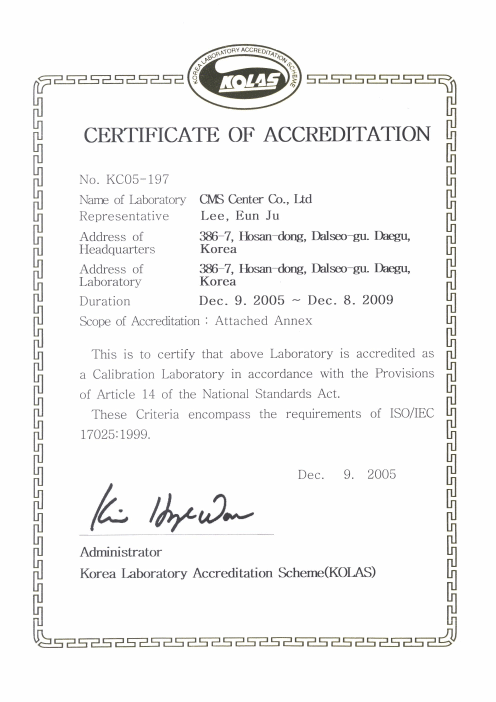 KOREA LABORATORY ACCREDITATION SCHEME
KOLAS
CERTIFICATE OF ACCREDITATION
No. KC05-197
Name of Laboratory CMS Center Co., Ltd
Representative Lee, Eun Ju
Address of Headquarters 386-7, Hosan-dong, Dalseo-gu. Daegu, Korea
Address of Laboratory 386-7, Hosan-dong, Dalseo-gu. Daegu, Korea
Duration Dec. 9. 2005 ~ Dec. 8. 2009
Scope of Accreditation : Attached Annex
This is to certify that above Laboratory is accredited as
a Calibration Laboratory in accordance with the Provisions
of Article 14 of the National Standards Act.
These Criteria encompass the requirements of ISO/IEC
17025:1999.
Dec. 9. 2005
Administrator
Korea Laboratory Accreditation Scheme(KOLAS)